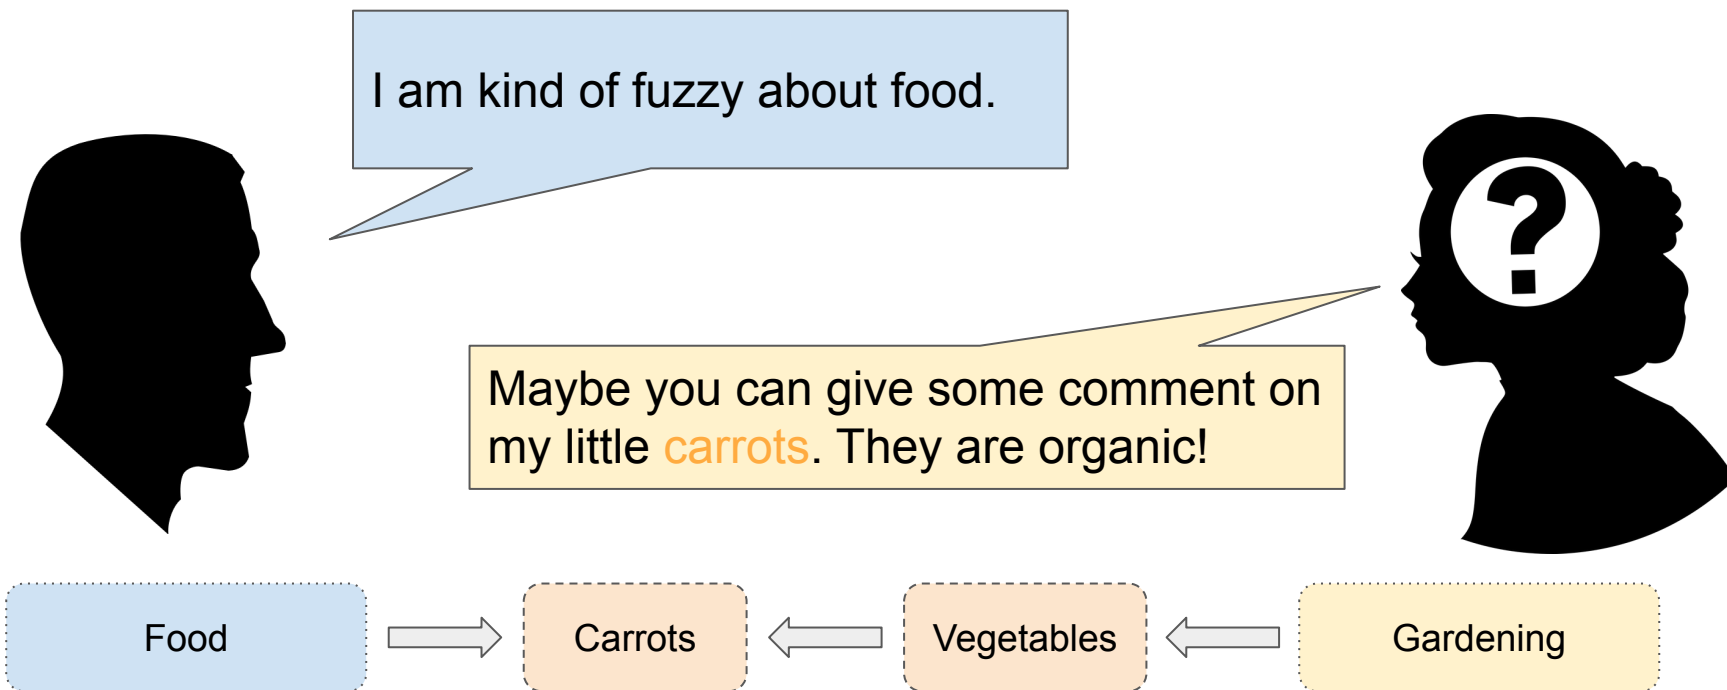 I am kind of fuzzy about food.
?
Maybe you can give some comment on
my little carrots. They are organic!
Food
Carrots
Vegetables
Gardening